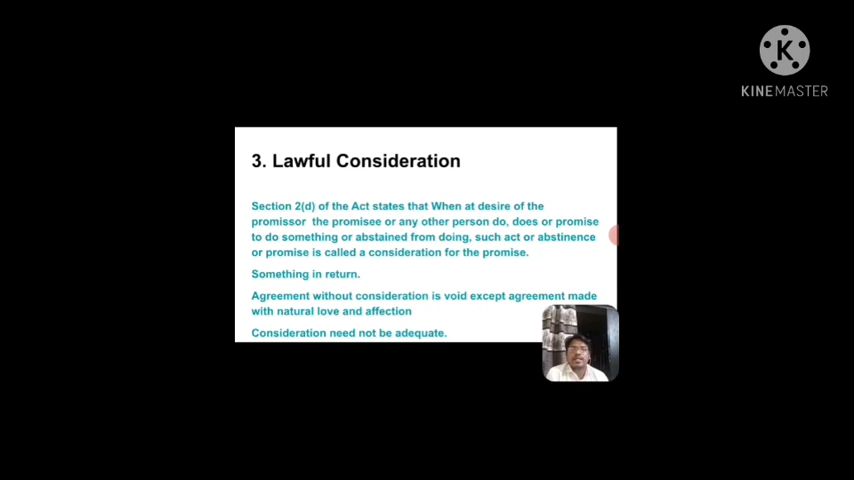 K
KINEMASTER
3. Lawful Consideration
Section 2(d) of the Act states that When at desire of the
promissor the promisee or any other person do, does or promise
to do something or abstained from doing, such act or abstinence
or promise is called a consideration for the promise.
Something in return.
Agreement without consideration is void except agreement made
with natural love and affection
Consideration need not be adequate.